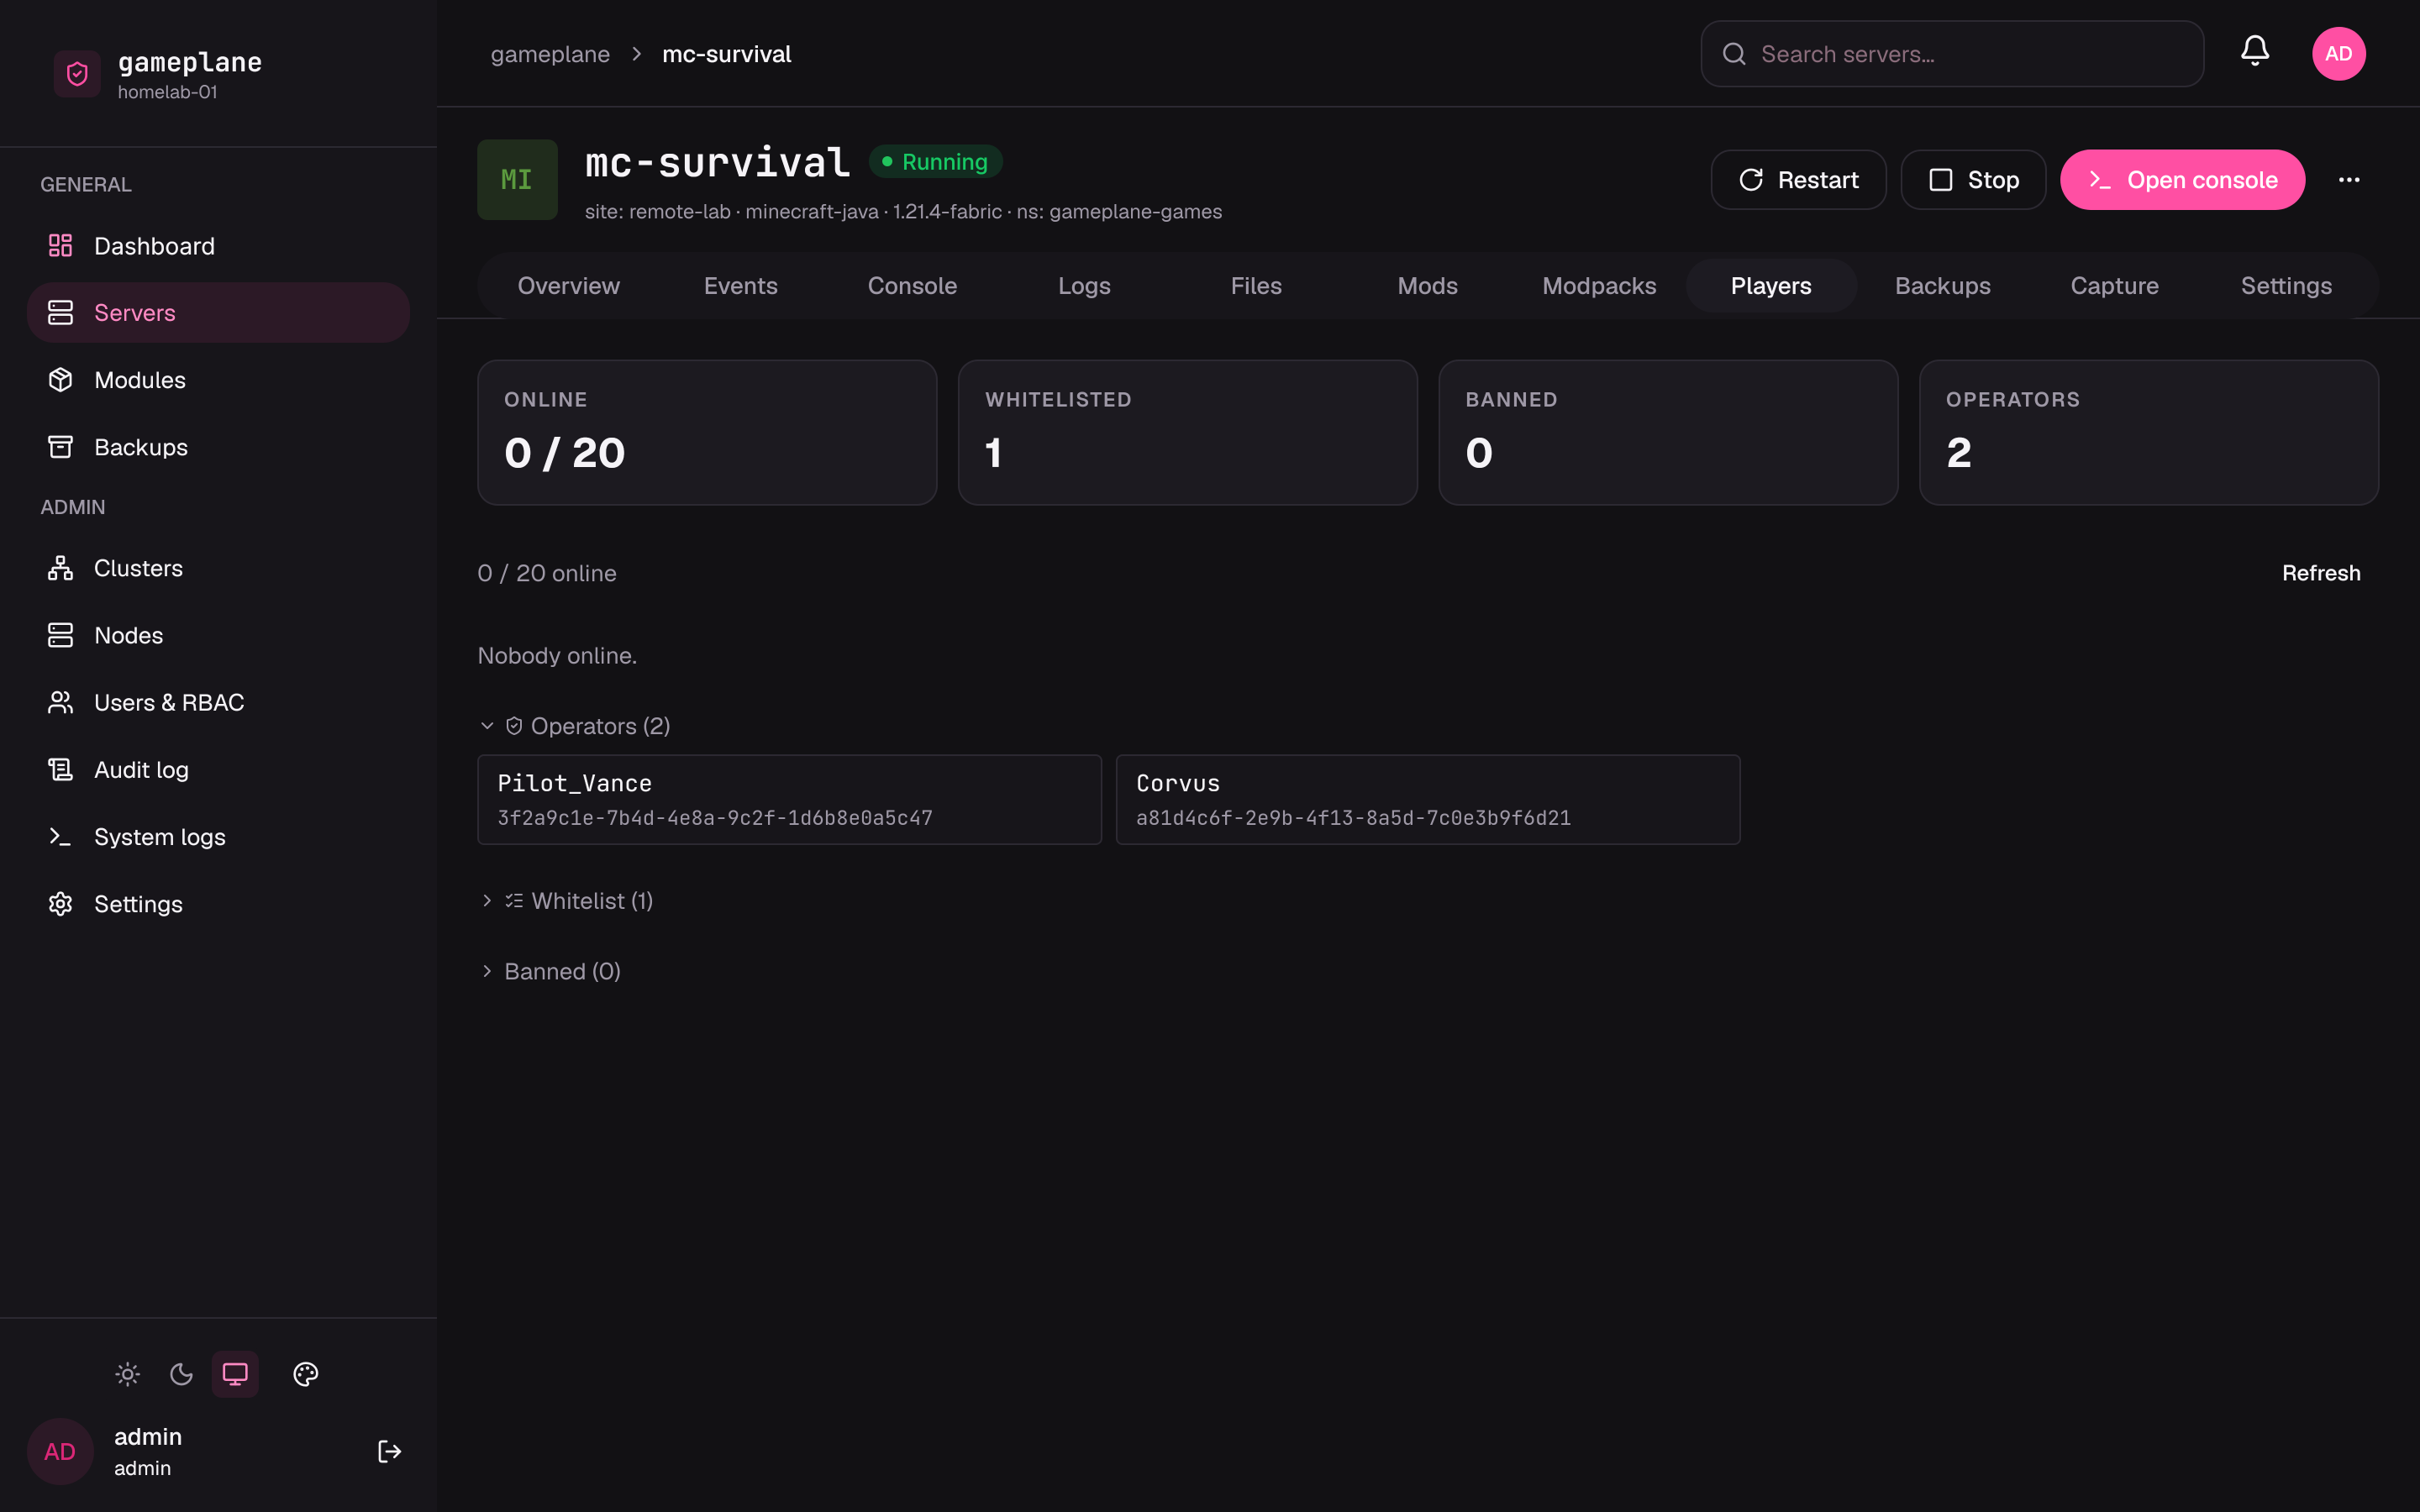 gameplane
homelab-01
GENERAL
Dashboard
Servers
Modules
Backups
ADMIN
Clusters
Nodes
Users & RBAC
Audit log
System logs
Settings
AD
admin
admin
gameplane > mc-survival
Search servers...
AD
MI
mc-survival
Running
site: remote-lab · minecraft-java · 1.21.4-fabric · ns: gameplane-games
Restart
Stop
Open console
Overview
Events
Console
Logs
Files
Mods
Modpacks
Players
Backups
Capture
Settings
ONLINE
0 / 20
WHITELISTED
1
BANNED
0
OPERATORS
2
0 / 20 online
Refresh
Nobody online.
Operators (2)
Pilot_Vance
3f2a9c1e-7b4d-4e8a-9c2f-1d6b8e0a5c47
Corvus
a81d4c6f-2e9b-4f13-8a5d-7c0e3b9f6d21
Whitelist (1)
Banned (0)